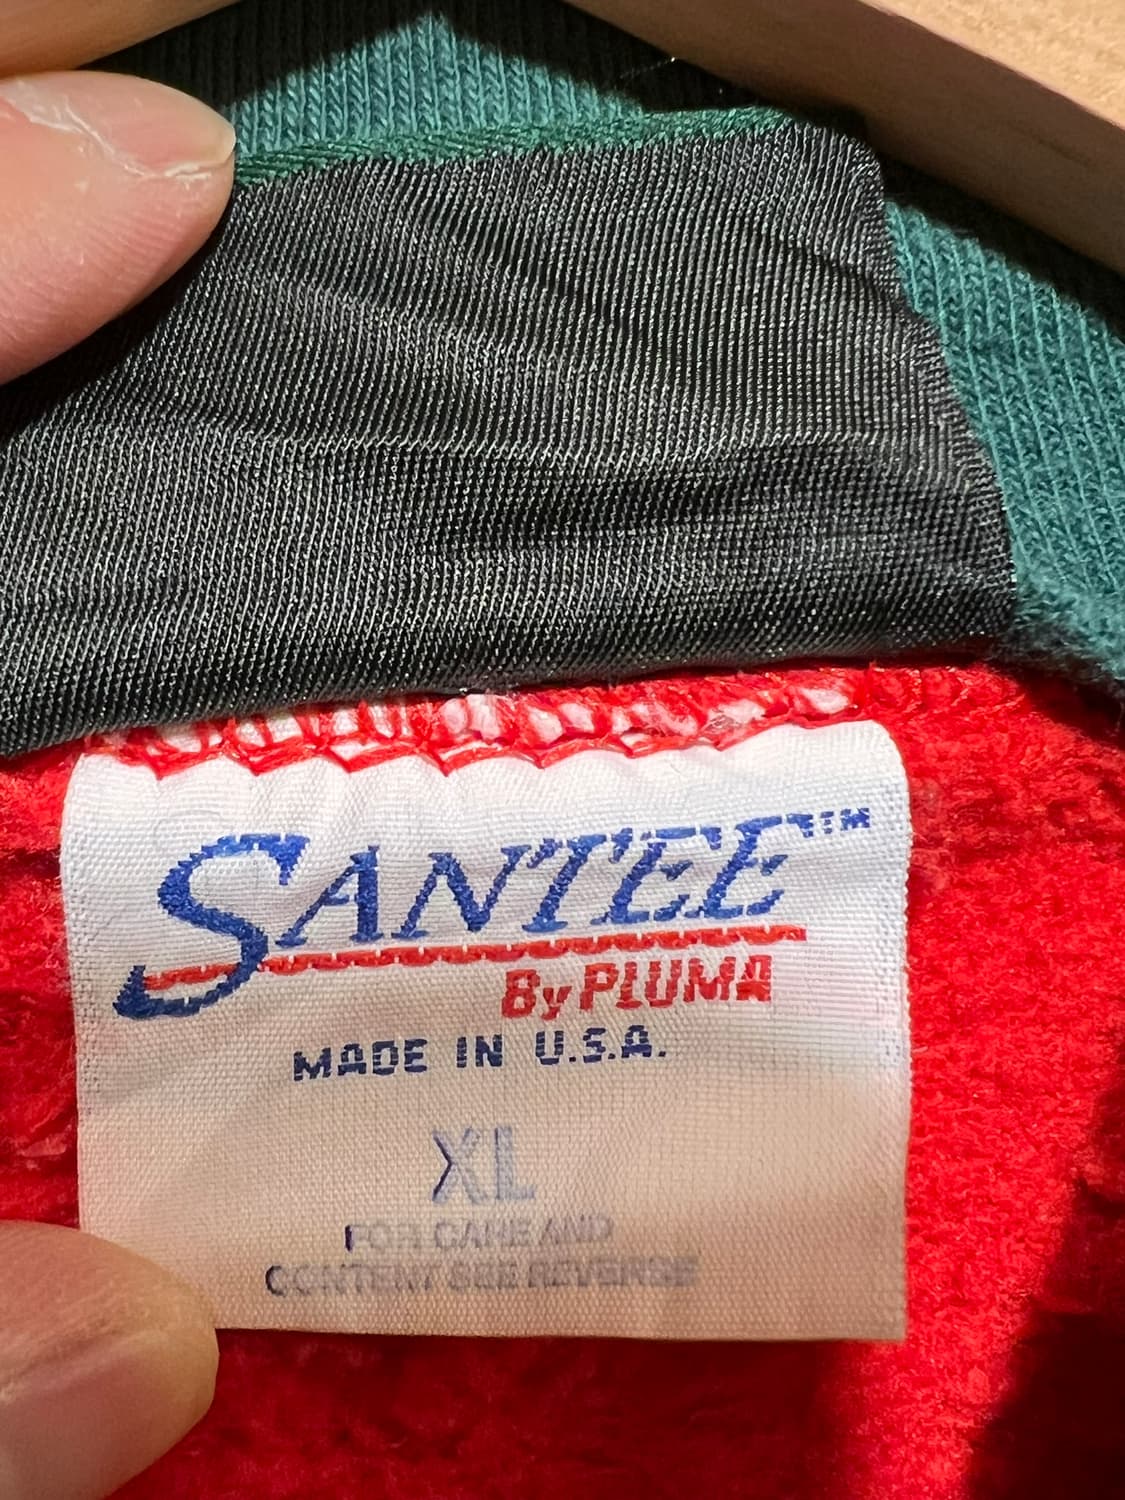 SANTEE™
By PLUMA
MADE IN U.S.A.
XL
FOR CARE AND
CONTENT SEE REVERSE